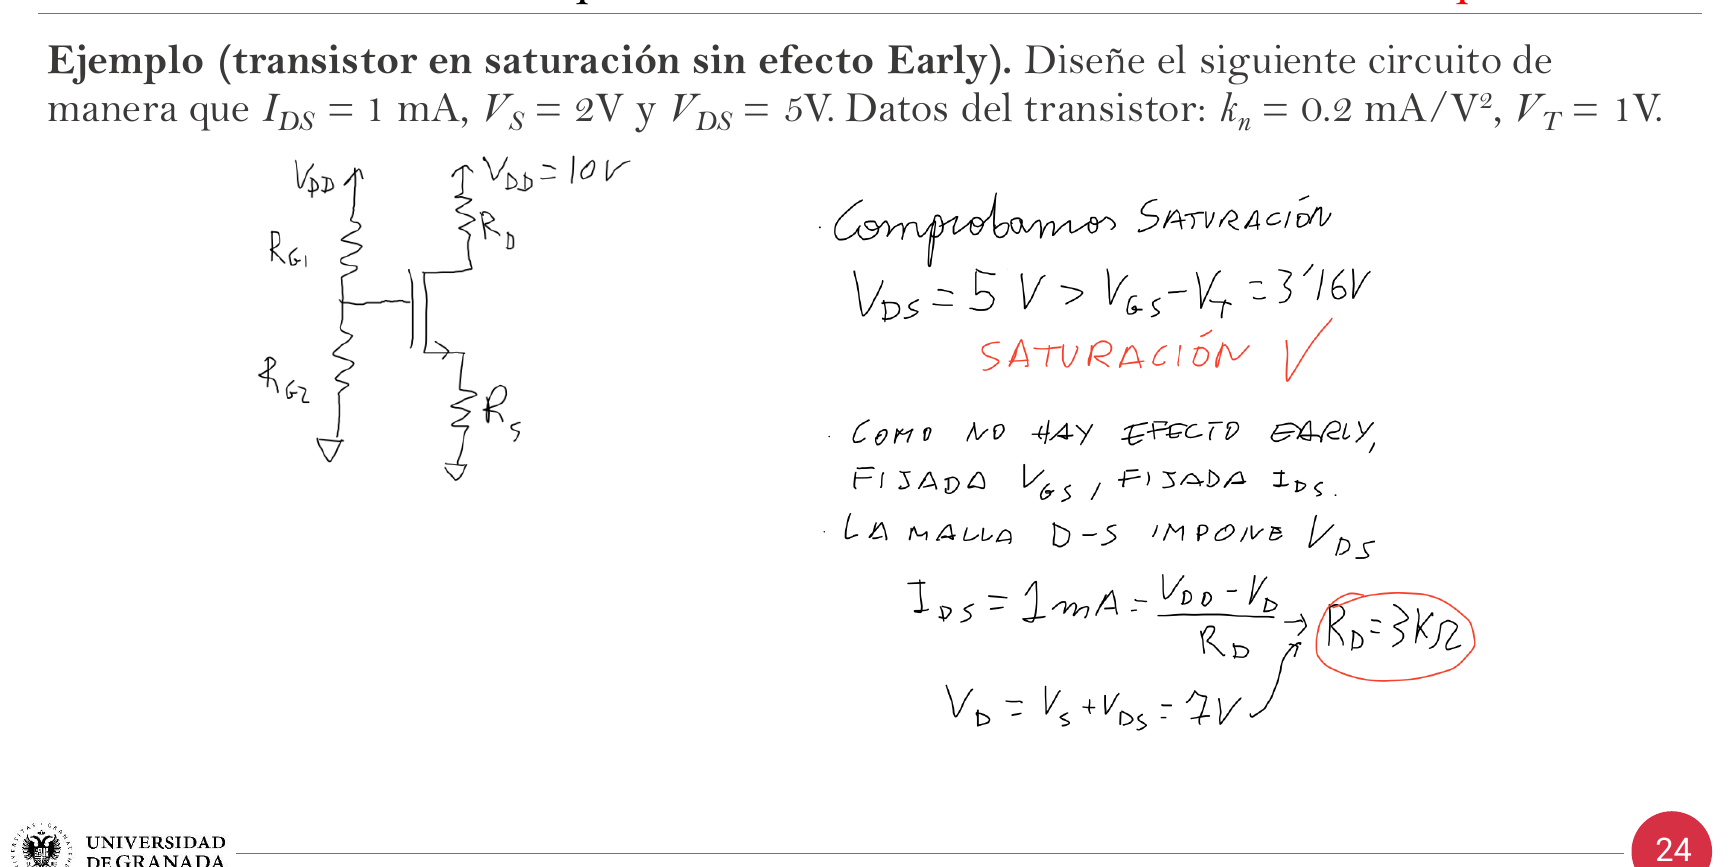 Ejemplo (transistor en saturación sin efecto Early). Diseñe el siguiente circuito de
manera que I_DS = 1 mA, V_S = 2V y V_DS = 5V. Datos del transistor: k_n = 0.2 mA/V², V_T = 1V.
V_DD
V_DD = 10V
R_G1
R_D
R_G2
R_S
· Comprobamos SATURACIÓN
V_DS = 5 V > V_GS - V_T = 3'16V
SATURACIÓN √
· COMO NO HAY EFECTO EARLY,
FIJADA V_GS, FIJADA I_DS.
· LA MALLA D-S IMPONE V_DS
I_DS = 1mA = (V_DD - V_D) / R_D → R_D = 3KΩ
V_D = V_S + V_DS = 7V
UNIVERSIDAD
DE GRANADA
24